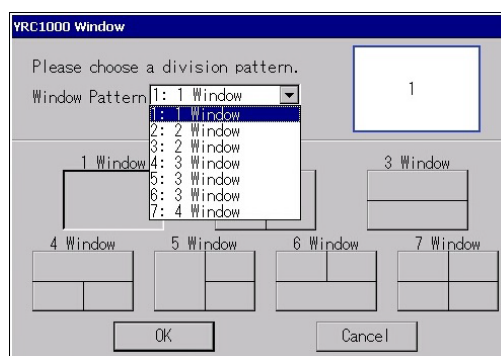 YRC1000 Window
Please choose a division pattern.
Window Pattern 1: 1 Window
1
1: 1 Window
2: 2 Window
3: 2 Window
4: 3 Window
5: 3 Window
6: 3 Window
7: 4 Window
1 Window
3 Window
4 Window
5 Window
6 Window
7 Window
OK
Cancel